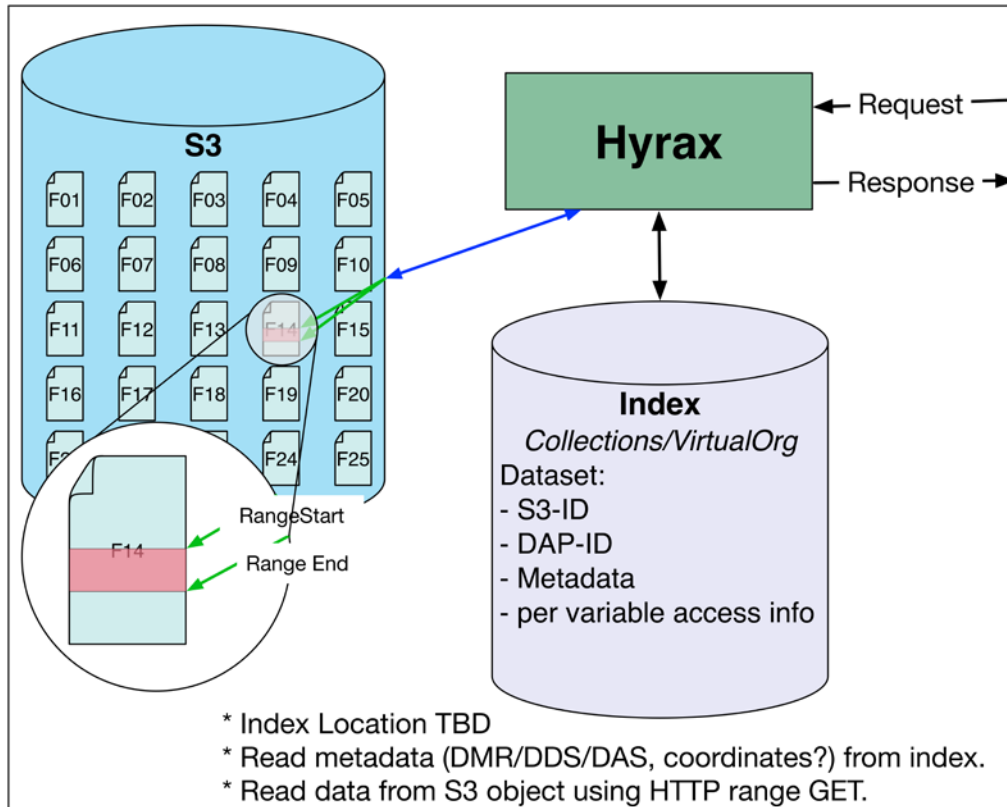 S3
F01 F02 F03 F04 F05
F06 F07 F08 F09 F10
F11 F12 F13 F14 F15
F16 F17 F18 F19 F20
F24 F25
F14
RangeStart
Range End
Hyrax
Request
Response
Index
Collections/VirtualOrg
Dataset:
- S3-ID
- DAP-ID
- Metadata
- per variable access info
* Index Location TBD
* Read metadata (DMR/DDS/DAS, coordinates?) from index.
* Read data from S3 object using HTTP range GET.